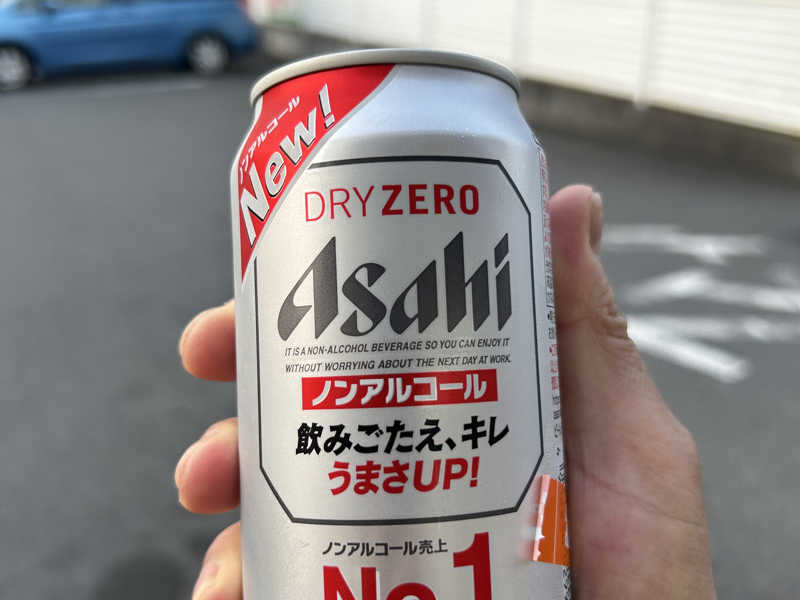 ノンアルコール
New!
DRY ZERO
Asahi
IT IS A NON-ALCOHOL BEVERAGE SO YOU CAN ENJOY IT
WITHOUT WORRYING ABOUT THE NEXT DAY AT WORK.
ノンアルコール
飲みごたえ、キレ
うまさUP!
ノンアルコール売上
No.1